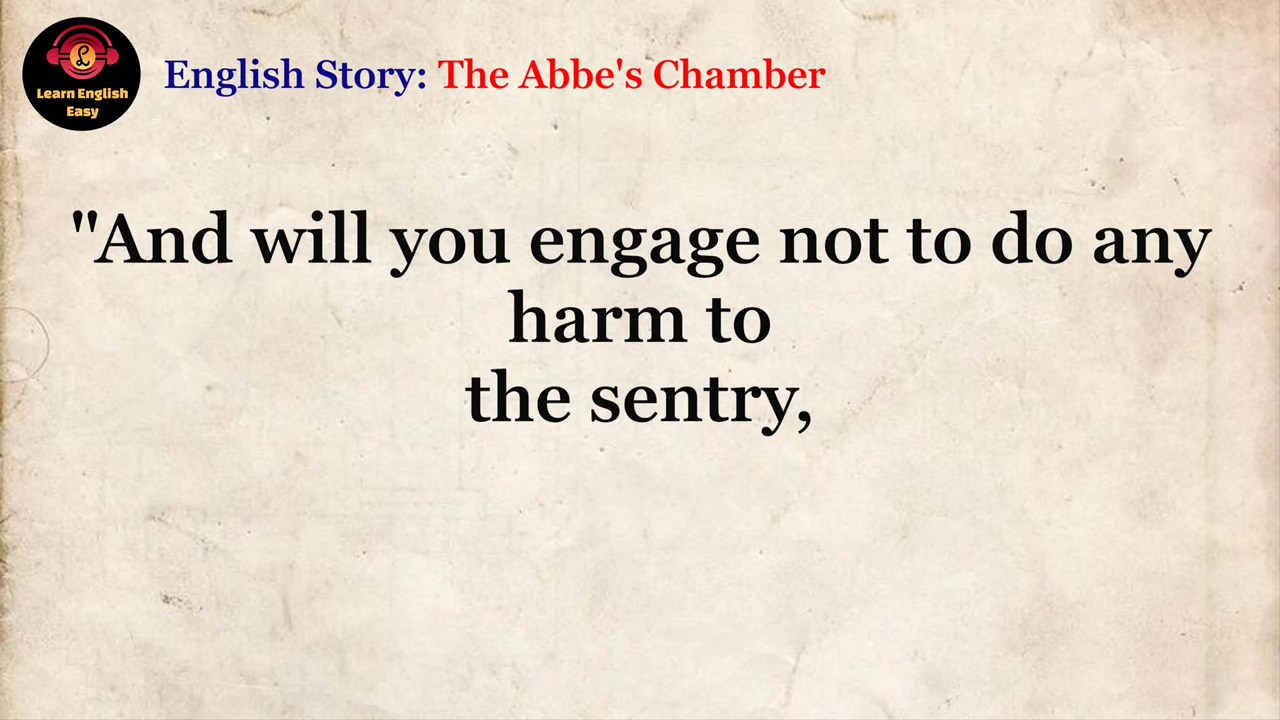 Learn English
Easy
English Story: The Abbe's Chamber
"And will you engage not to do any
harm to
the sentry,